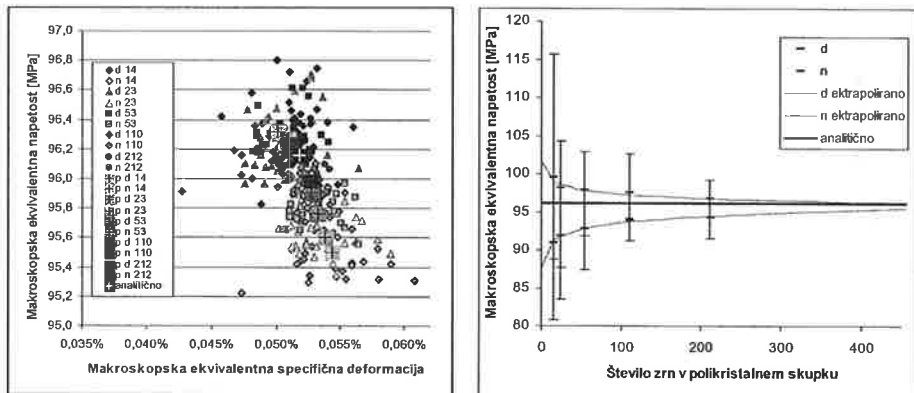 Makroskopska ekvivalentna napetost [MPa]
97,0
96,8
96,6
96,4
96,2
96,0
95,8
95,6
95,4
95,2
95,0
d 14
n 14
d 23
n 23
d 53
n 53
d 110
n 110
d 212
n 212
p d 14
p n 14
p d 23
p n 23
p d 53
p n 53
p d 110
p n 110
p d 212
p n 212
analitično
0,035% 0,040% 0,045% 0,050% 0,055% 0,060%
Makroskopska ekvivalentna specifična deformacija
Makroskopska ekvivalentna napetost [MPa]
120
115
110
105
100
95
90
85
80
d
n
d ektrapolirano
n ektrapolirano
analitično
0 100 200 300 400
Število zrn v polikristalnem skupku